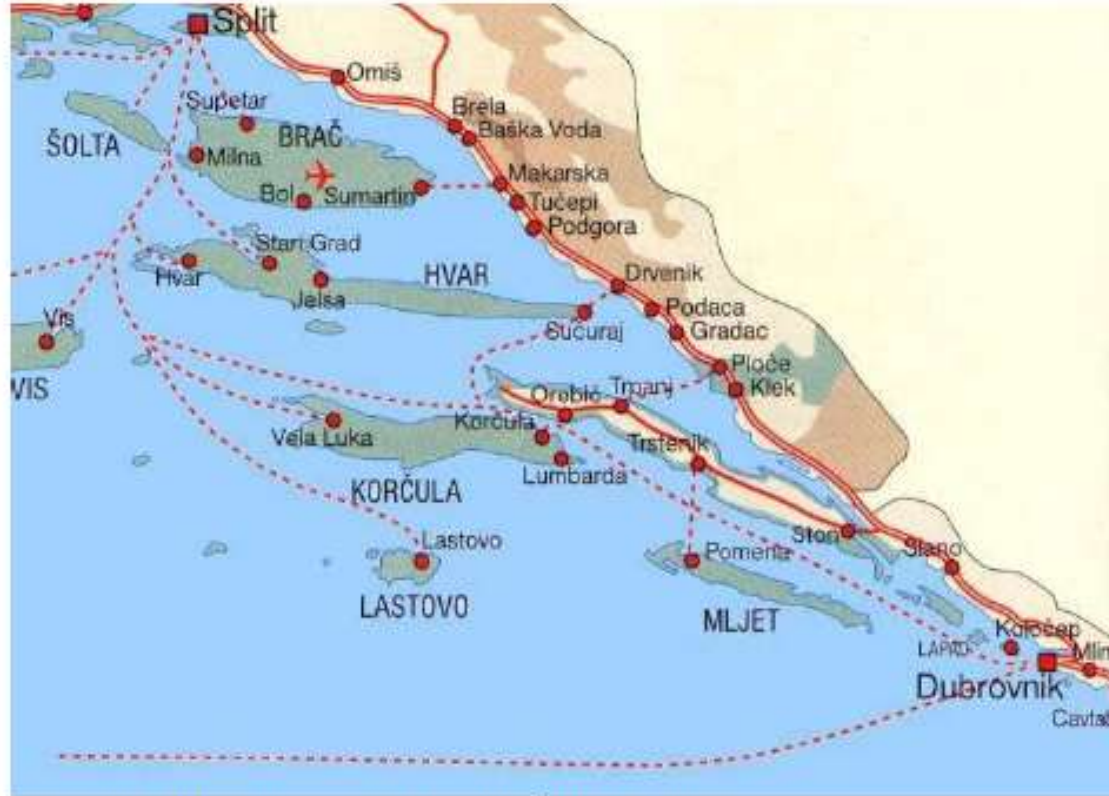 Split
Omiš
Supetar
Brela
BRAČ
Baška Voda
ŠOLTA
Milna
Makarska
Bol
Sumartin
Tučepi
Podgora
Stari Grad
Hvar
HVAR
Drvenik
Jelsa
Podaca
Sućuraj
Gradac
Vis
Ploče
VIS
Klek
Orebić
Trpanj
Korčula
Vela Luka
Trstenik
Lumbarda
KORČULA
Ston
Slano
Lastovo
Pomena
LASTOVO
MLJET
Koločep
LAPAD
Mlin
Dubrovnik
Cavtat